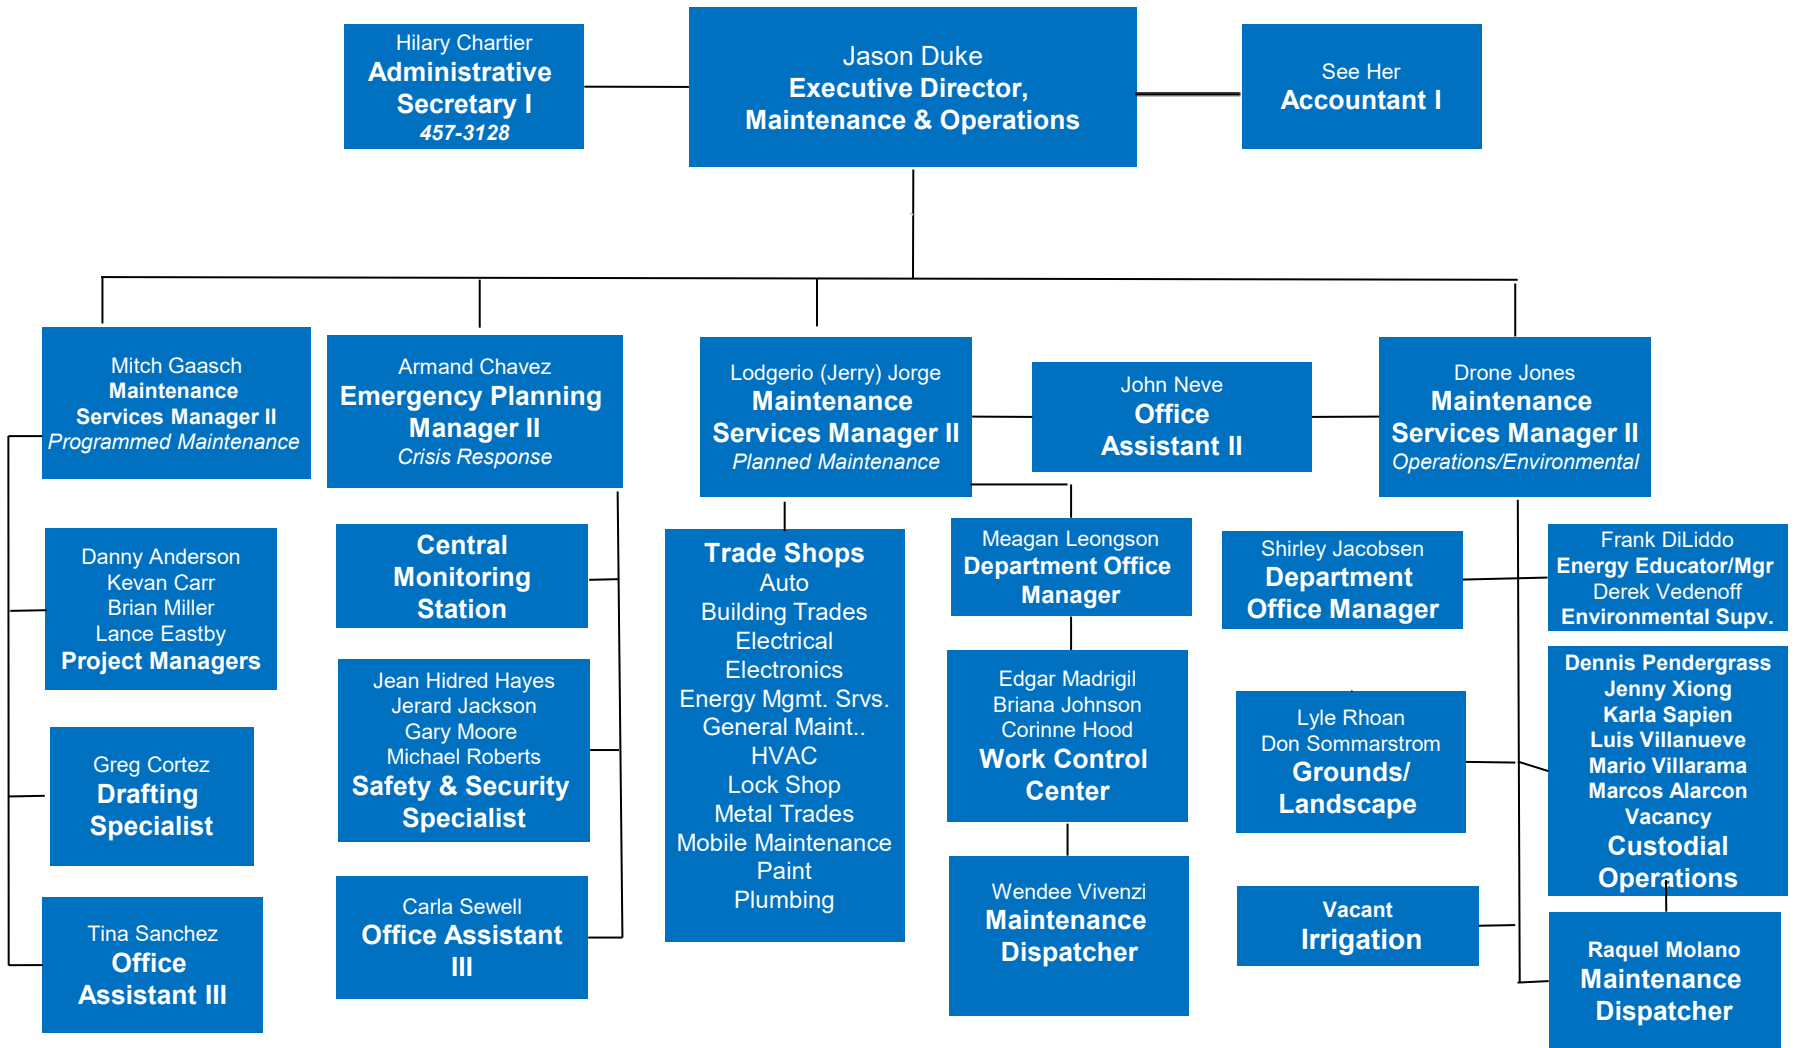 Hilary Chartier
Administrative
Secretary I
457-3128
Jason Duke
Executive Director,
Maintenance & Operations
See Her
Accountant I
Mitch Gaasch
Maintenance
Services Manager II
Programmed Maintenance
Armand Chavez
Emergency Planning
Manager II
Crisis Response
Lodgerio (Jerry) Jorge
Maintenance
Services Manager II
Planned Maintenance
John Neve
Office
Assistant II
Drone Jones
Maintenance
Services Manager II
Operations/Environmental
Danny Anderson
Kevan Carr
Brian Miller
Lance Eastby
Project Managers
Greg Cortez
Drafting
Specialist
Tina Sanchez
Office
Assistant III
Central
Monitoring
Station
Jean Hidred Hayes
Jerard Jackson
Gary Moore
Michael Roberts
Safety & Security
Specialist
Carla Sewell
Office Assistant
III
Trade Shops
Auto
Building Trades
Electrical
Electronics
Energy Mgmt. Srvs.
General Maint..
HVAC
Lock Shop
Metal Trades
Mobile Maintenance
Paint
Plumbing
Meagan Leongson
Department Office
Manager
Edgar Madrigil
Briana Johnson
Corinne Hood
Work Control
Center
Wendee Vivenzi
Maintenance
Dispatcher
Shirley Jacobsen
Department
Office Manager
Lyle Rhoan
Don Sommarstrom
Grounds/
Landscape
Vacant
Irrigation
Frank DiLiddo
Energy Educator/Mgr
Derek Vedenoff
Environmental Supv.
Dennis Pendergrass
Jenny Xiong
Karla Sapien
Luis Villanueve
Mario Villarama
Marcos Alarcon
Vacancy
Custodial
Operations
Raquel Molano
Maintenance
Dispatcher